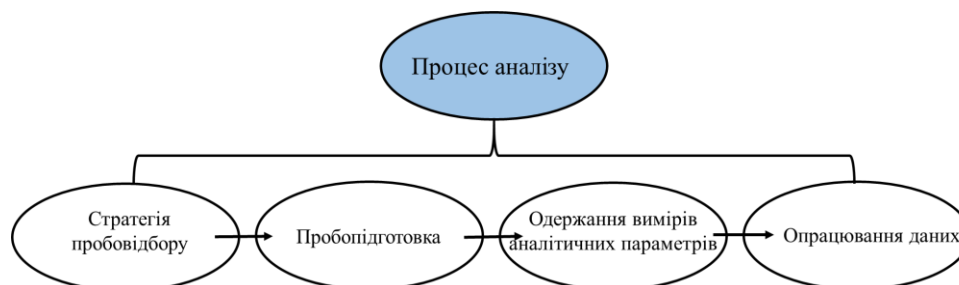 Процес аналізу
Стратегія
пробовідбору
Пробопідготовка
Одержання вимірів
аналітичних параметрів
Опрацювання даних